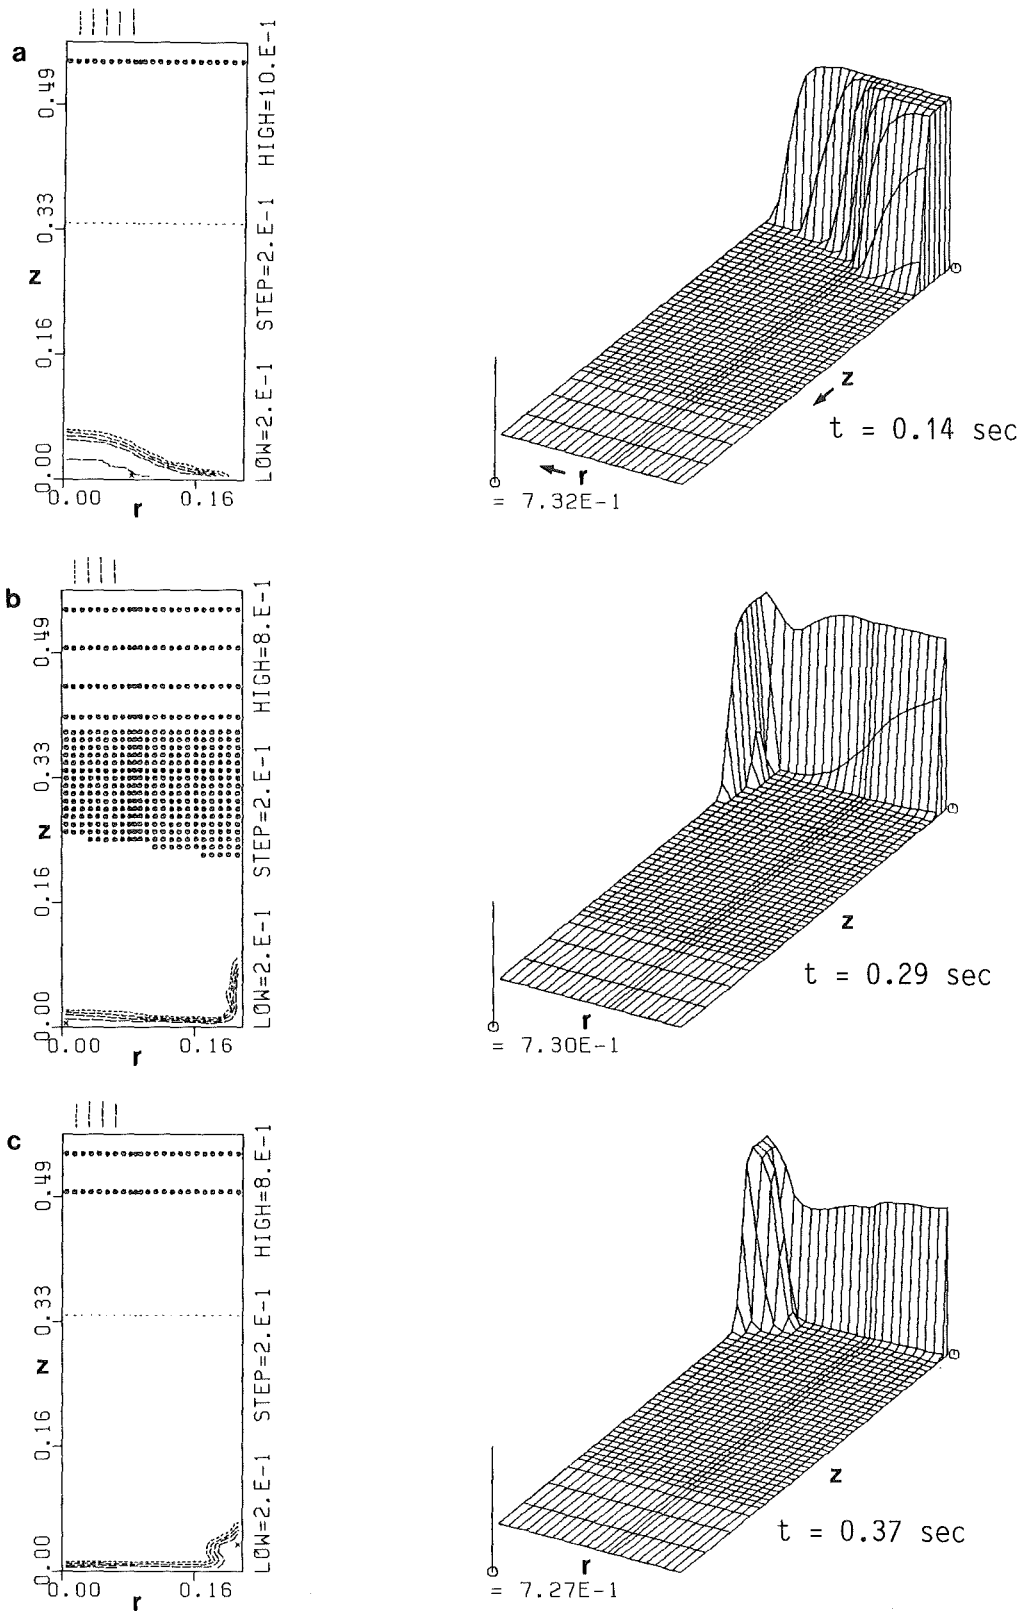 a
0.49
0.33
z
0.16
0.00
0.00
0.16
r
LOW=2.E-1 STEP=2.E-1 HIGH=10.E-1
z
t = 0.14 sec
r
= 7.32E-1
b
0.49
0.33
z
0.16
0.00
0.00
0.16
r
LOW=2.E-1 STEP=2.E-1 HIGH=8.E-1
z
t = 0.29 sec
r
= 7.30E-1
c
0.49
0.33
z
0.16
0.00
0.00
0.16
r
LOW=2.E-1 STEP=2.E-1 HIGH=8.E-1
z
t = 0.37 sec
r
= 7.27E-1